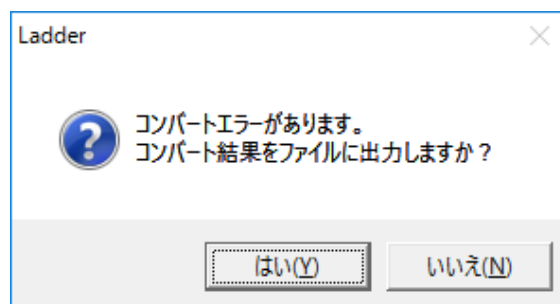 Ladder
コンバートエラーがあります。
コンバート結果をファイルに出力しますか？
はい(Y)
いいえ(N)